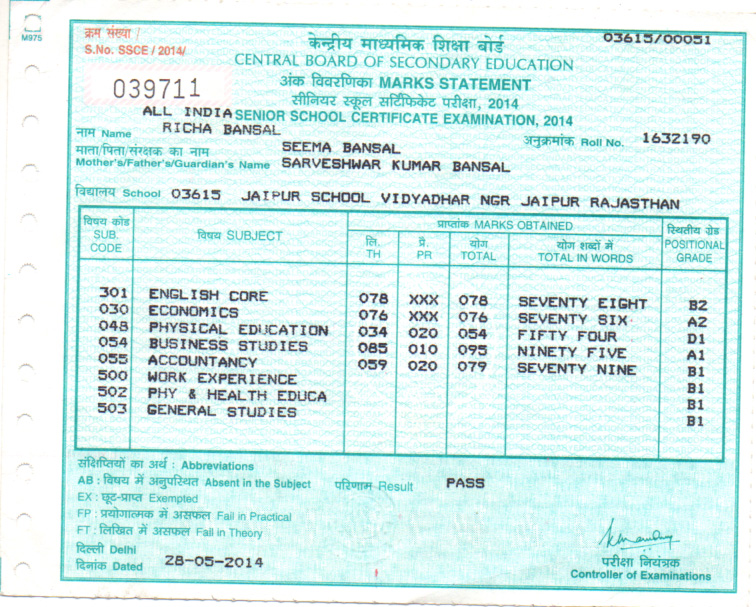 M975
क्रम संख्या / 03615/00051
S.No. SSCE / 2014/
केन्द्रीय माध्यमिक शिक्षा बोर्ड
CENTRAL BOARD OF SECONDARY EDUCATION
039711
अंक विवरणिका MARKS STATEMENT
सीनियर स्कूल सर्टिफिकेट परीक्षा, 2014
ALL INDIA SENIOR SCHOOL CERTIFICATE EXAMINATION, 2014
नाम Name RICHA BANSAL अनुक्रमांक Roll No. 1632190
माता/पिता/संरक्षक का नाम SEEMA BANSAL
Mother's/Father's/Guardian's Name SARVESHWAR KUMAR BANSAL
विद्यालय School 03615 JAIPUR SCHOOL VIDYADHAR NGR JAIPUR RAJASTHAN
विषय कोड विषय SUBJECT प्राप्तांक MARKS OBTAINED स्थितीय ग्रेड
SUB. CODE लि. TH प्रै. PR योग TOTAL योग शब्दों में TOTAL IN WORDS POSITIONAL GRADE
301 ENGLISH CORE 078 XXX 078 SEVENTY EIGHT B2
030 ECONOMICS 076 XXX 076 SEVENTY SIX A2
048 PHYSICAL EDUCATION 034 020 054 FIFTY FOUR D1
054 BUSINESS STUDIES 085 010 095 NINETY FIVE A1
055 ACCOUNTANCY 059 020 079 SEVENTY NINE B1
500 WORK EXPERIENCE B1
502 PHY & HEALTH EDUCA B1
503 GENERAL STUDIES B1
संक्षिप्तियों का अर्थ : Abbreviations
AB : विषय में अनुपस्थित Absent in the Subject परिणाम Result PASS
EX : छूट-प्राप्त Exempted
FP : प्रयोगात्मक में असफल Fail in Practical
FT : लिखित में असफल Fail in Theory
दिल्ली Delhi
दिनांक Dated 28-05-2014
परीक्षा नियंत्रक
Controller of Examinations